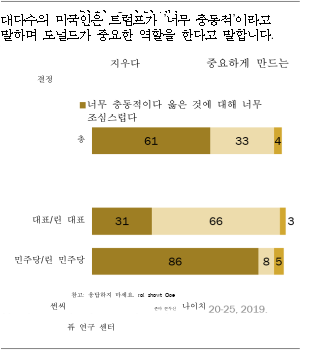 대다수의 미국인은 트럼프가 '너무 충동적'이라고
말하며 도널드가 중요한 역할을 한다고 말합니다.
지우다 중요하게 만드는
결정
너무 충동적이다 옳은 것에 대해 너무
조심스럽다
총 61 33 4
대표/린 대표 31 66 3
민주당/린 민주당 86 8 5
참고: 응답하지 마세요.
썬씨 나이치 20-25, 2019.
퓨 연구 센터